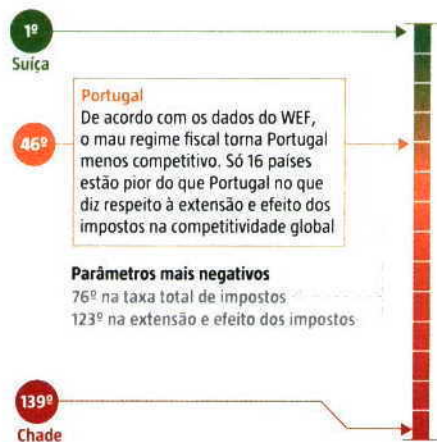 1º
Suíça
Portugal
De acordo com os dados do WEF,
o mau regime fiscal torna Portugal
menos competitivo. Só 16 países
estão pior do que Portugal no que
diz respeito à extensão e efeito dos
impostos na competitividade global
46º
Parâmetros mais negativos
76º na taxa total de impostos
123º na extensão e efeito dos impostos
139º
Chade